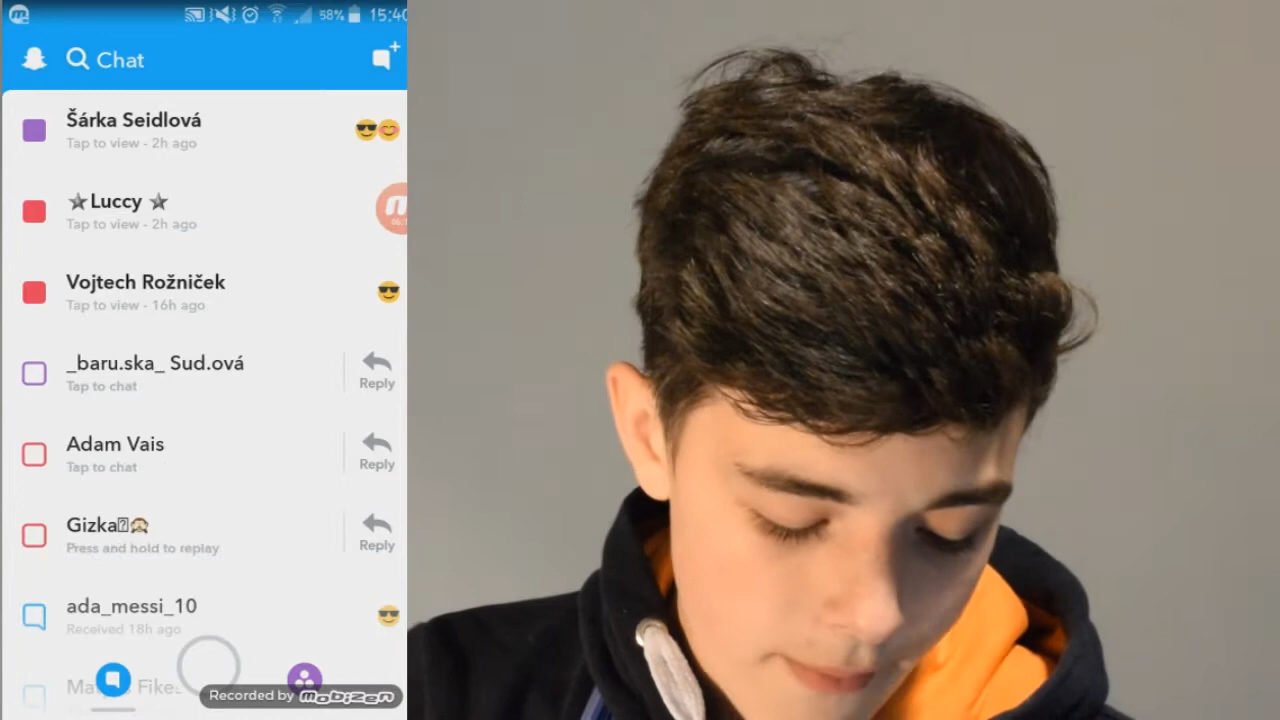 58% 15:40
Chat
Šárka Seidlová
Tap to view - 2h ago
Luccy
Tap to view - 2h ago
Vojtech Rožniček
Tap to view - 16h ago
_baru.ska_ Sud.ová
Tap to chat
Reply
Adam Vais
Tap to chat
Reply
Gizka
Press and hold to replay
Reply
ada_messi_10
Received 18h ago
Recorded by mobizen